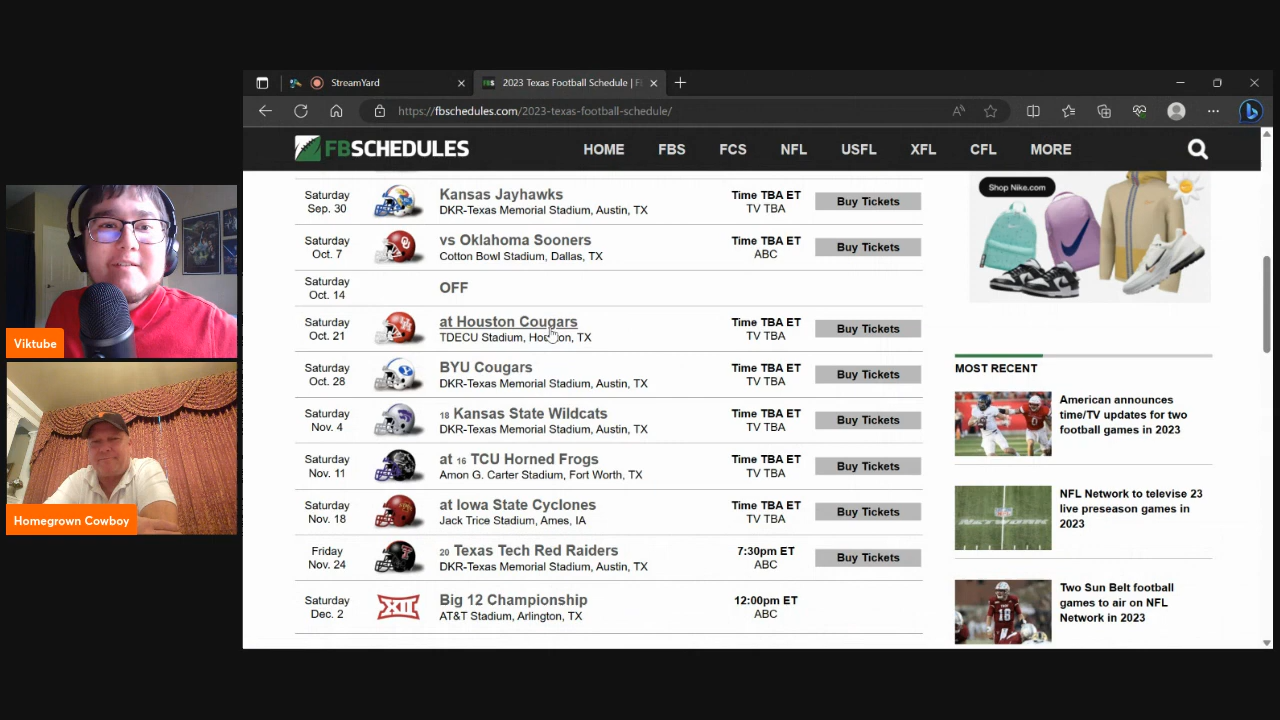 StreamYard
2023 Texas Football Schedule | F
https://fbschedules.com/2023-texas-football-schedule/
FBSCHEDULES
HOME
FBS
FCS
NFL
USFL
XFL
CFL
MORE
Saturday
Sep. 30
Kansas Jayhawks
DKR-Texas Memorial Stadium, Austin, TX
Time TBA ET
TV TBA
Buy Tickets
Saturday
Oct. 7
vs Oklahoma Sooners
Cotton Bowl Stadium, Dallas, TX
Time TBA ET
ABC
Buy Tickets
Saturday
Oct. 14
OFF
Saturday
Oct. 21
at Houston Cougars
TDECU Stadium, Houston, TX
Time TBA ET
TV TBA
Buy Tickets
Saturday
Oct. 28
BYU Cougars
DKR-Texas Memorial Stadium, Austin, TX
Time TBA ET
TV TBA
Buy Tickets
Saturday
Nov. 4
18 Kansas State Wildcats
DKR-Texas Memorial Stadium, Austin, TX
Time TBA ET
TV TBA
Buy Tickets
Saturday
Nov. 11
at 16 TCU Horned Frogs
Amon G. Carter Stadium, Fort Worth, TX
Time TBA ET
TV TBA
Buy Tickets
Saturday
Nov. 18
at Iowa State Cyclones
Jack Trice Stadium, Ames, IA
Time TBA ET
TV TBA
Buy Tickets
Friday
Nov. 24
20 Texas Tech Red Raiders
DKR-Texas Memorial Stadium, Austin, TX
7:30pm ET
ABC
Buy Tickets
Saturday
Dec. 2
XII
Big 12 Championship
AT&T Stadium, Arlington, TX
12:00pm ET
ABC
Shop Nike.com
MOST RECENT
American announces
time/TV updates for two
football games in 2023
NFL Network to televise 23
live preseason games in
2023
Two Sun Belt football
games to air on NFL
Network in 2023
Viktube
Homegrown Cowboy